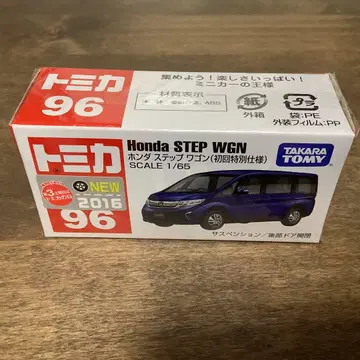 トミカ
96
集めよう！楽しさいっぱい！
ミニカーの王様
材質表示
紙
外箱
プラ
袋:PE
外装フィルム:PP
トミカ
NEW
2016
96
Honda STEP WGN
ホンダ ステップ ワゴン(初回特別仕様)
SCALE 1/65
TAKARA
TOMY
サスペンション/後部ドア開閉